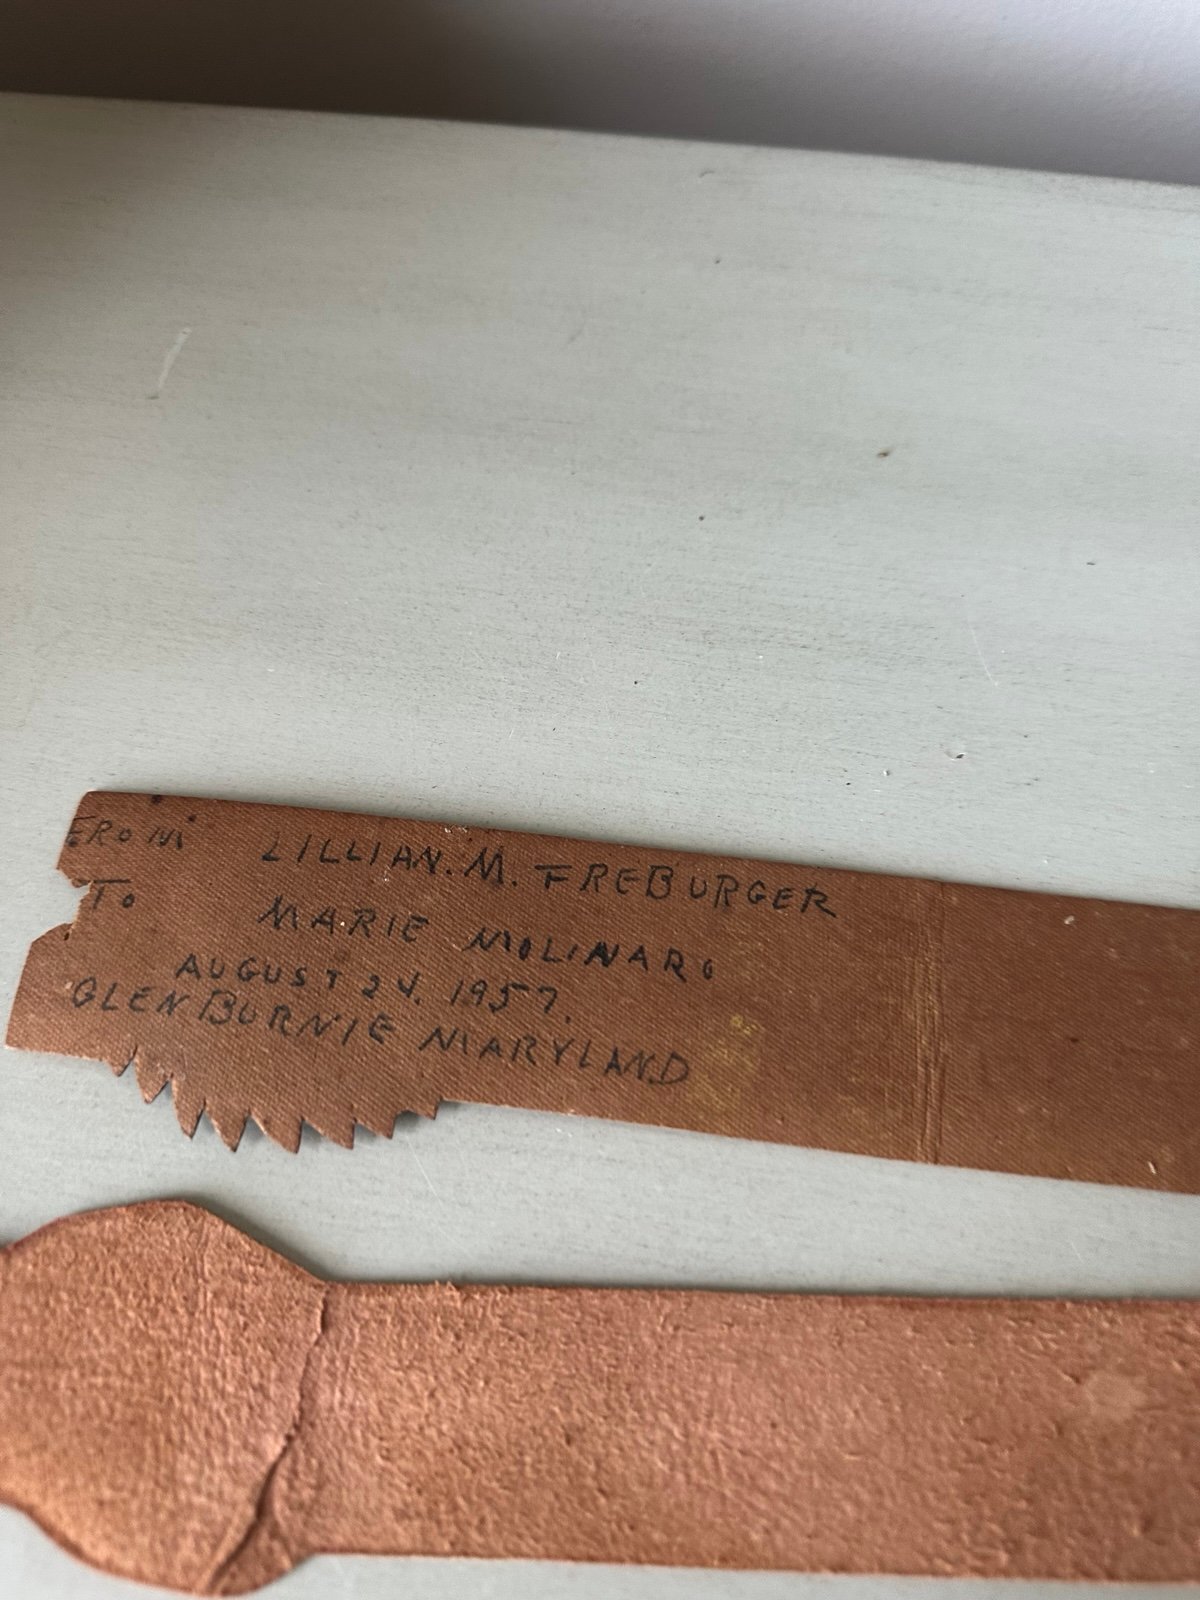 FROM LILLIAN. M. FREBURGER
TO MARIE MOLINARO
AUGUST 24. 1957.
GLEN BURNIE MARYLAND